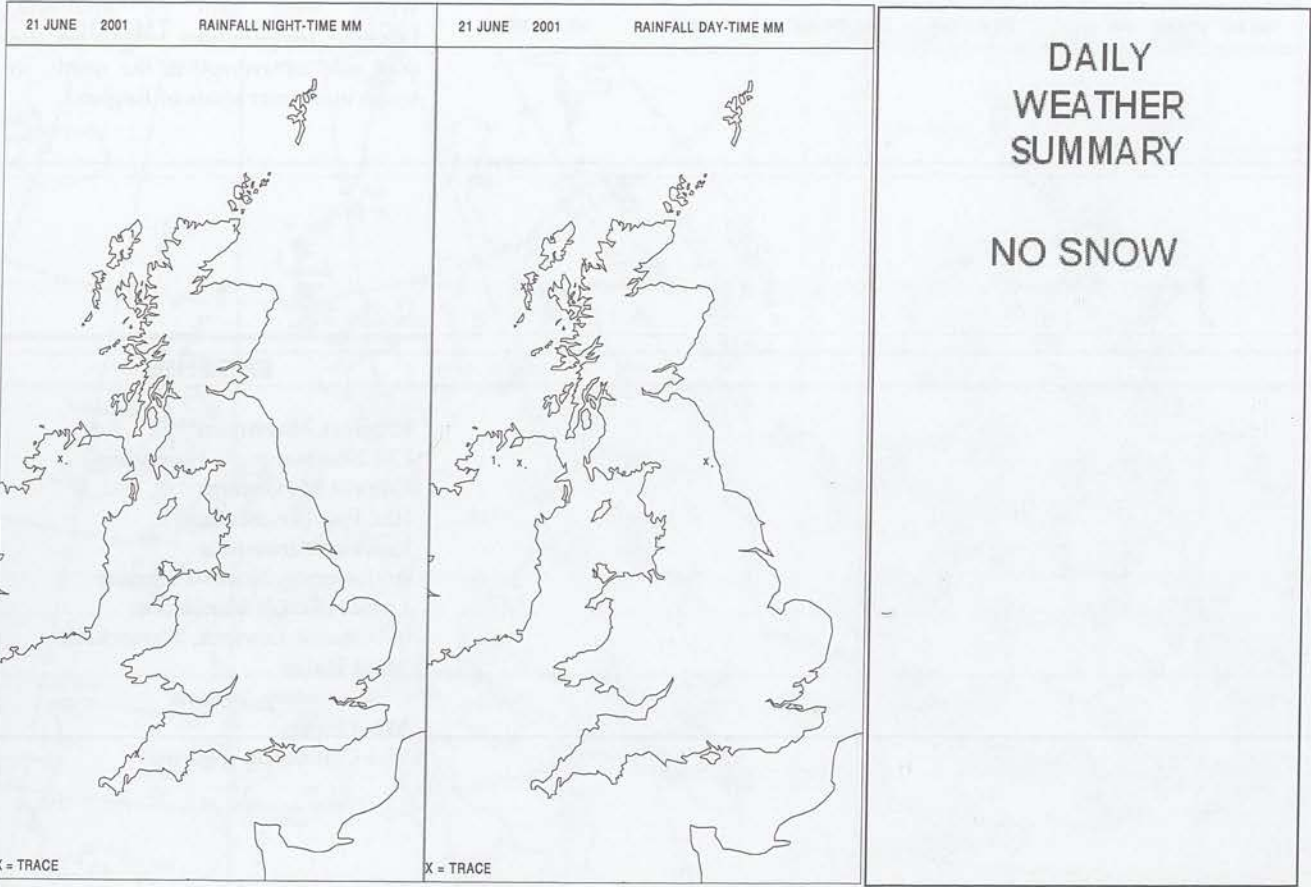 21 JUNE 2001 RAINFALL NIGHT-TIME MM
x.
X = TRACE
21 JUNE 2001 RAINFALL DAY-TIME MM
x
1. x. x.
X = TRACE
DAILY
WEATHER
SUMMARY
NO SNOW